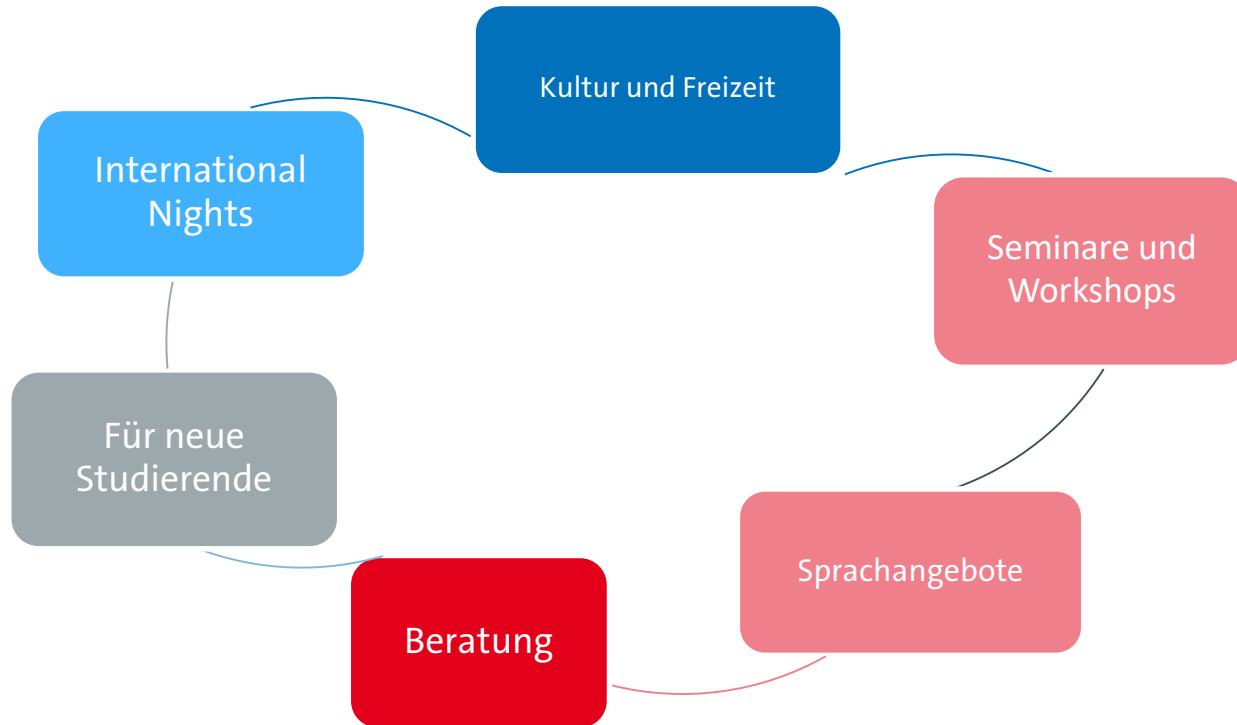 Kultur und Freizeit
International
Nights
Seminare und
Workshops
Für neue
Studierende
Sprachangebote
Beratung